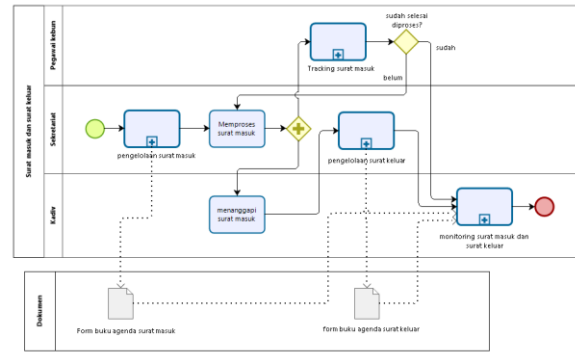 Surat masuk dan surat keluar
Pegawai kebun
sudah selesai
diproses?
sudah
Tracking surat masuk
belum
Sekretariat
Memproses
surat masuk
pengelolaan surat masuk
pengelolaan surat keluar
Kadiv
menanggapi
surat masuk
monitoring surat masuk dan
surat keluar
Dokumen
Form buku agenda surat masuk
form buku agenda surat keluar